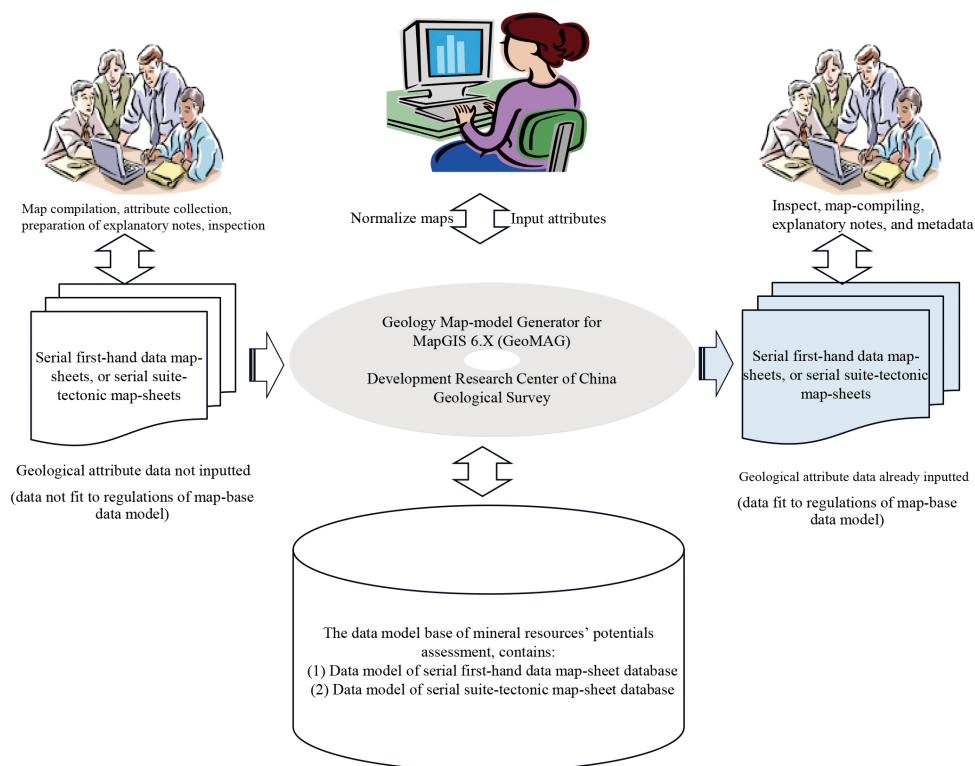 Map compilation, attribute collection,
preparation of explanatory notes, inspection
Normalize maps
Input attributes
Inspect, map-compiling,
explanatory notes, and metadata
Serial first-hand data map-
sheets, or serial suite-
tectonic map-sheets
Geology Map-model Generator for
MapGIS 6.X (GeoMAG)
Development Research Center of China
Geological Survey
Serial first-hand data map-
sheets, or serial suite-tectonic
map-sheets
Geological attribute data not inputted
(data not fit to regulations of map-base
data model)
Geological attribute data already inputted
(data fit to regulations of map-base
data model)
The data model base of mineral resources’ potentials
assessment, contains:
(1) Data model of serial first-hand data map-sheet database
(2) Data model of serial suite-tectonic map-sheet database